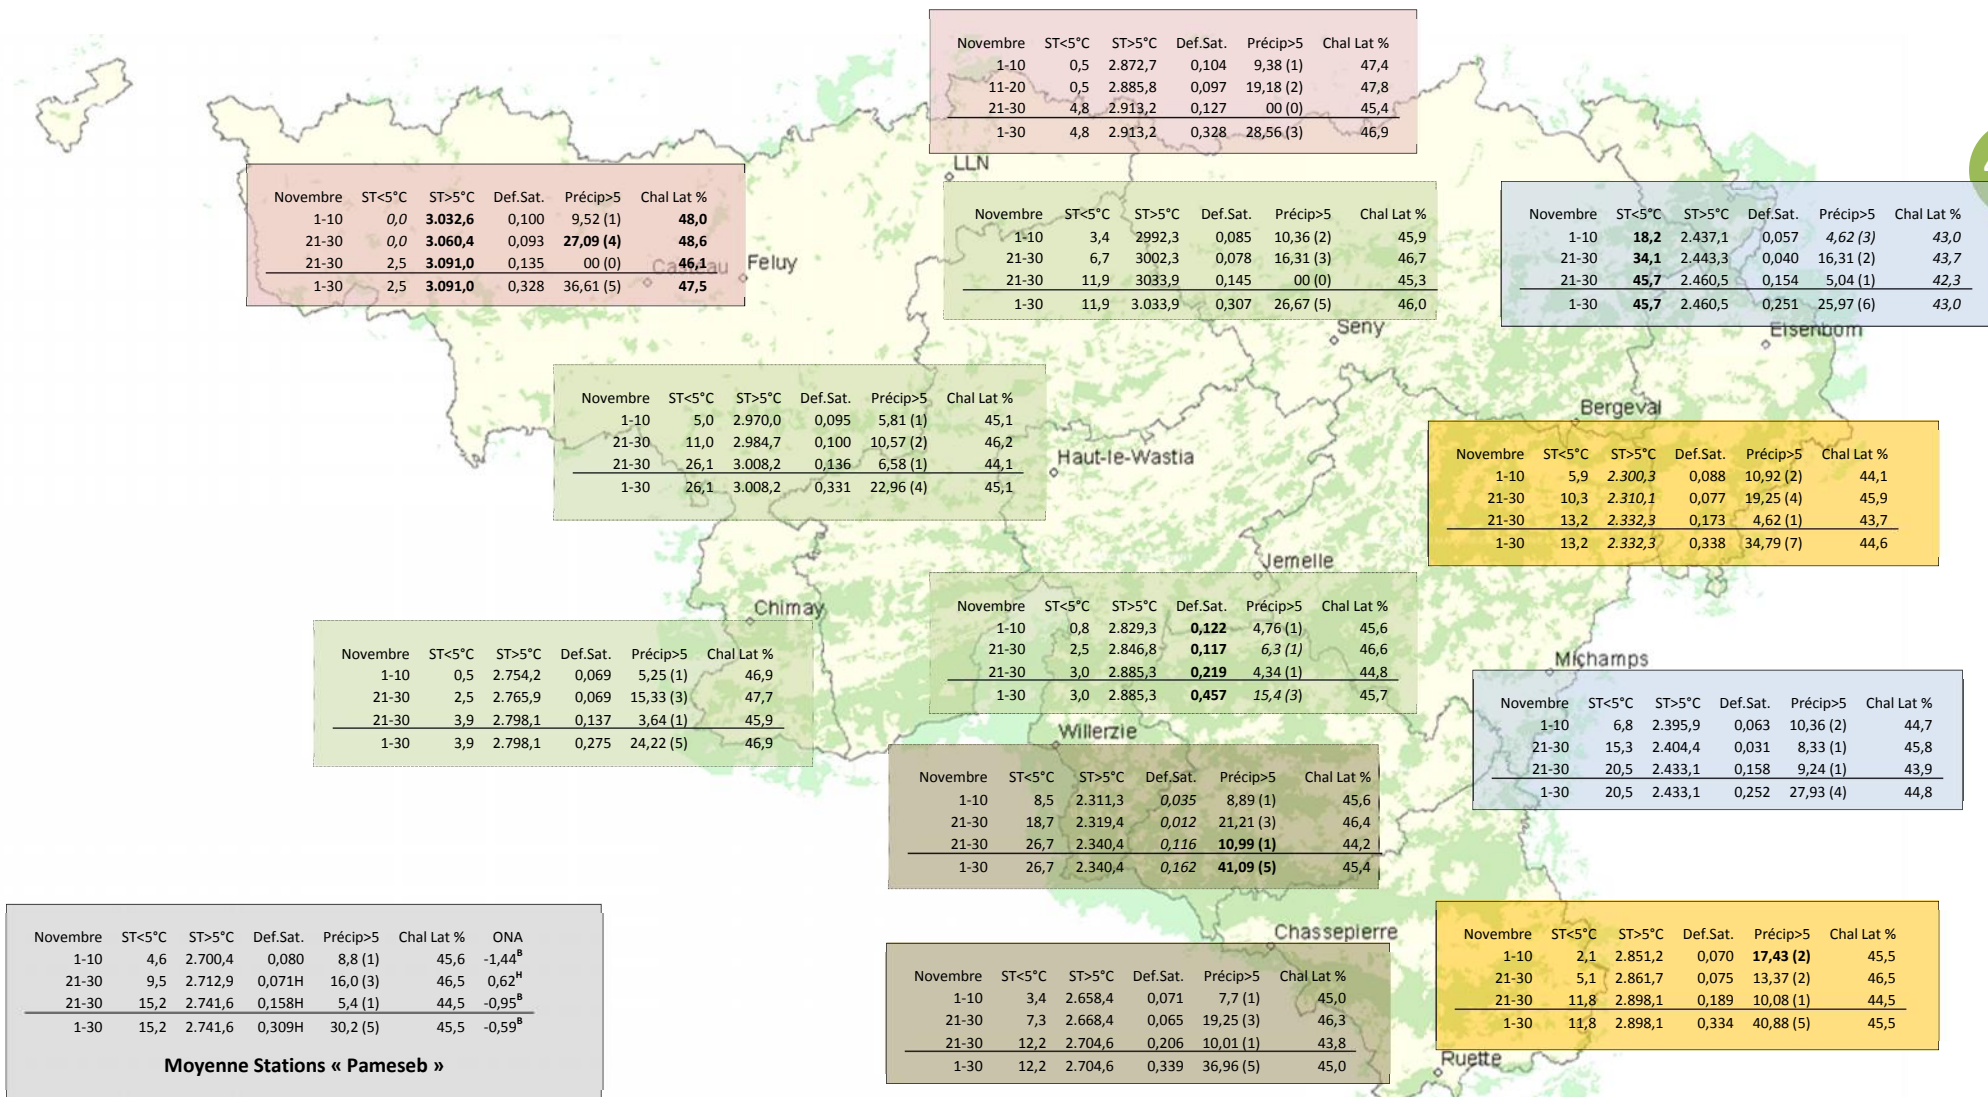 Novembre ST<5°C ST>5°C Def.Sat. Précip>5 Chal Lat %
1-10 0,5 2.872,7 0,104 9,38 (1) 47,4
11-20 0,5 2.885,8 0,097 19,18 (2) 47,8
21-30 4,8 2.913,2 0,127 00 (0) 45,4
1-30 4,8 2.913,2 0,328 28,56 (3) 46,9
LLN
Novembre ST<5°C ST>5°C Def.Sat. Précip>5 Chal Lat %
1-10 0,0 3.032,6 0,100 9,52 (1) 48,0
21-30 0,0 3.060,4 0,093 27,09 (4) 48,6
21-30 2,5 3.091,0 0,135 00 (0) 46,1
1-30 2,5 3.091,0 0,328 36,61 (5) 47,5
Casteau
Feluy
Novembre ST<5°C ST>5°C Def.Sat. Précip>5 Chal Lat %
1-10 3,4 2992,3 0,085 10,36 (2) 45,9
21-30 6,7 3002,3 0,078 16,31 (3) 46,7
21-30 11,9 3033,9 0,145 00 (0) 45,3
1-30 11,9 3.033,9 0,307 26,67 (5) 46,0
Seny
Novembre ST<5°C ST>5°C Def.Sat. Précip>5 Chal Lat %
1-10 18,2 2.437,1 0,057 4,62 (3) 43,0
21-30 34,1 2.443,3 0,040 16,31 (2) 43,7
21-30 45,7 2.460,5 0,154 5,04 (1) 42,3
1-30 45,7 2.460,5 0,251 25,97 (6) 43,0
Elsenborn
Novembre ST<5°C ST>5°C Def.Sat. Précip>5 Chal Lat %
1-10 5,0 2.970,0 0,095 5,81 (1) 45,1
21-30 11,0 2.984,7 0,100 10,57 (2) 46,2
21-30 26,1 3.008,2 0,136 6,58 (1) 44,1
1-30 26,1 3.008,2 0,331 22,96 (4) 45,1
Haut-le-Wastia
Bergeval
Novembre ST<5°C ST>5°C Def.Sat. Précip>5 Chal Lat %
1-10 5,9 2.300,3 0,088 10,92 (2) 44,1
21-30 10,3 2.310,1 0,077 19,25 (4) 45,9
21-30 13,2 2.332,3 0,173 4,62 (1) 43,7
1-30 13,2 2.332,3 0,338 34,79 (7) 44,6
Jemelle
Novembre ST<5°C ST>5°C Def.Sat. Précip>5 Chal Lat %
1-10 0,8 2.829,3 0,122 4,76 (1) 45,6
21-30 2,5 2.846,8 0,117 6,3 (1) 46,6
21-30 3,0 2.885,3 0,219 4,34 (1) 44,8
1-30 3,0 2.885,3 0,457 15,4 (3) 45,7
Chimay
Novembre ST<5°C ST>5°C Def.Sat. Précip>5 Chal Lat %
1-10 0,5 2.754,2 0,069 5,25 (1) 46,9
21-30 2,5 2.765,9 0,069 15,33 (3) 47,7
21-30 3,9 2.798,1 0,137 3,64 (1) 45,9
1-30 3,9 2.798,1 0,275 24,22 (5) 46,9
Michamps
Novembre ST<5°C ST>5°C Def.Sat. Précip>5 Chal Lat %
1-10 6,8 2.395,9 0,063 10,36 (2) 44,7
21-30 15,3 2.404,4 0,031 8,33 (1) 45,8
21-30 20,5 2.433,1 0,158 9,24 (1) 43,9
1-30 20,5 2.433,1 0,252 27,93 (4) 44,8
Willerzie
Novembre ST<5°C ST>5°C Def.Sat. Précip>5 Chal Lat %
1-10 8,5 2.311,3 0,035 8,89 (1) 45,6
21-30 18,7 2.319,4 0,012 21,21 (3) 46,4
21-30 26,7 2.340,4 0,116 10,99 (1) 44,2
1-30 26,7 2.340,4 0,162 41,09 (5) 45,4
Novembre ST<5°C ST>5°C Def.Sat. Précip>5 Chal Lat % ONA
1-10 4,6 2.700,4 0,080 8,8 (1) 45,6 -1,44B
21-30 9,5 2.712,9 0,071H 16,0 (3) 46,5 0,62H
21-30 15,2 2.741,6 0,158H 5,4 (1) 44,5 -0,95B
1-30 15,2 2.741,6 0,309H 30,2 (5) 45,5 -0,59B
Moyenne Stations « Pameseb »
Chassepierre
Novembre ST<5°C ST>5°C Def.Sat. Précip>5 Chal Lat %
1-10 3,4 2.658,4 0,071 7,7 (1) 45,0
21-30 7,3 2.668,4 0,065 19,25 (3) 46,3
21-30 12,2 2.704,6 0,206 10,01 (1) 43,8
1-30 12,2 2.704,6 0,339 36,96 (5) 45,0
Novembre ST<5°C ST>5°C Def.Sat. Précip>5 Chal Lat %
1-10 2,1 2.851,2 0,070 17,43 (2) 45,5
21-30 5,1 2.861,7 0,075 13,37 (2) 46,5
21-30 11,8 2.898,1 0,189 10,08 (1) 44,5
1-30 11,8 2.898,1 0,334 40,88 (5) 45,5
Ruette